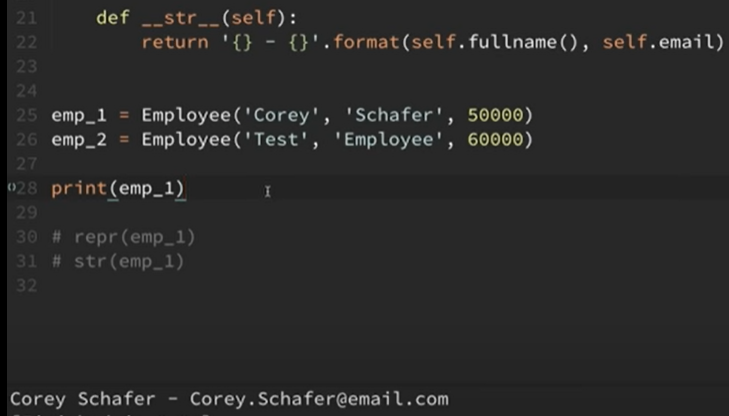 21 def __str__(self):
22 return '{} - {}'.format(self.fullname(), self.email)
23
24
25 emp_1 = Employee('Corey', 'Schafer', 50000)
26 emp_2 = Employee('Test', 'Employee', 60000)
27
28 print(emp_1)
29
30 # repr(emp_1)
31 # str(emp_1)
32
Corey Schafer - Corey.Schafer@email.com